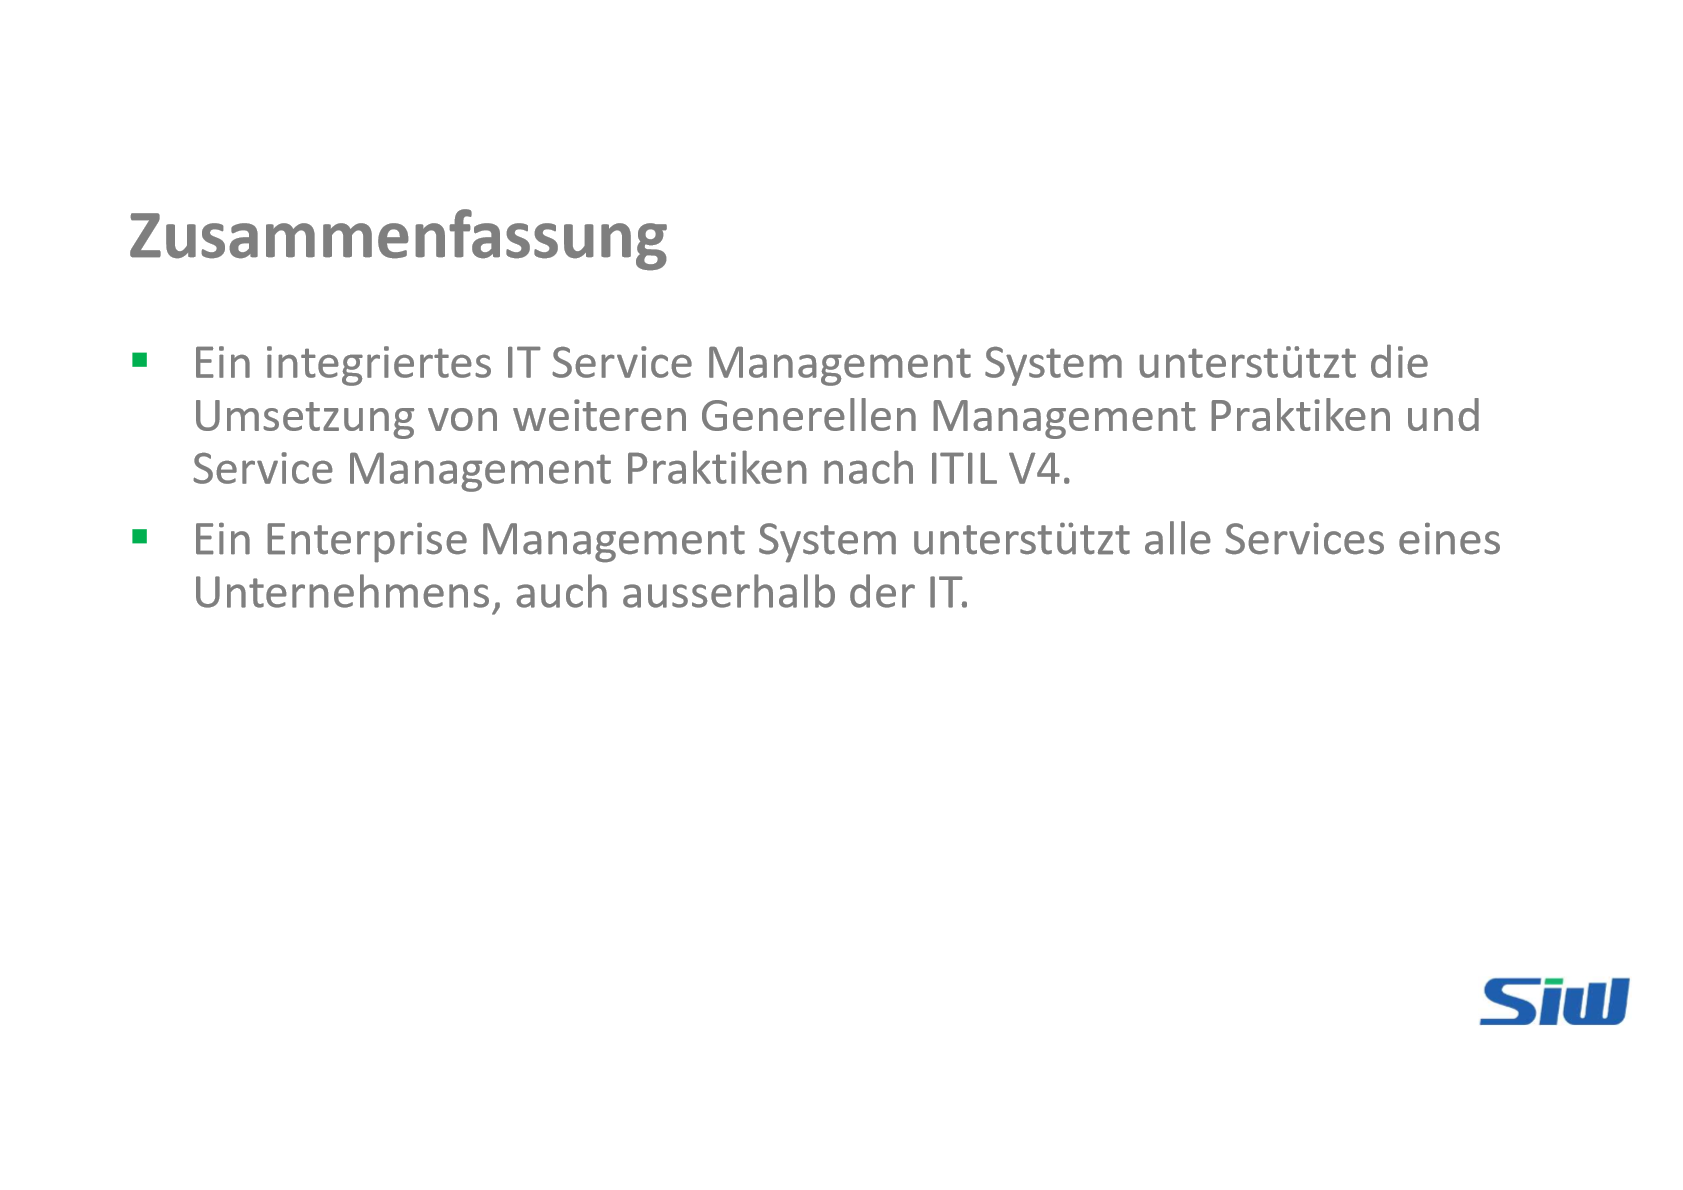 Zusammenfassung
▪ Ein integriertes IT Service Management System unterstützt die
Umsetzung von weiteren Generellen Management Praktiken und
Service Management Praktiken nach ITIL V4.
▪ Ein Enterprise Management System unterstützt alle Services eines
Unternehmens, auch ausserhalb der IT.
Siw